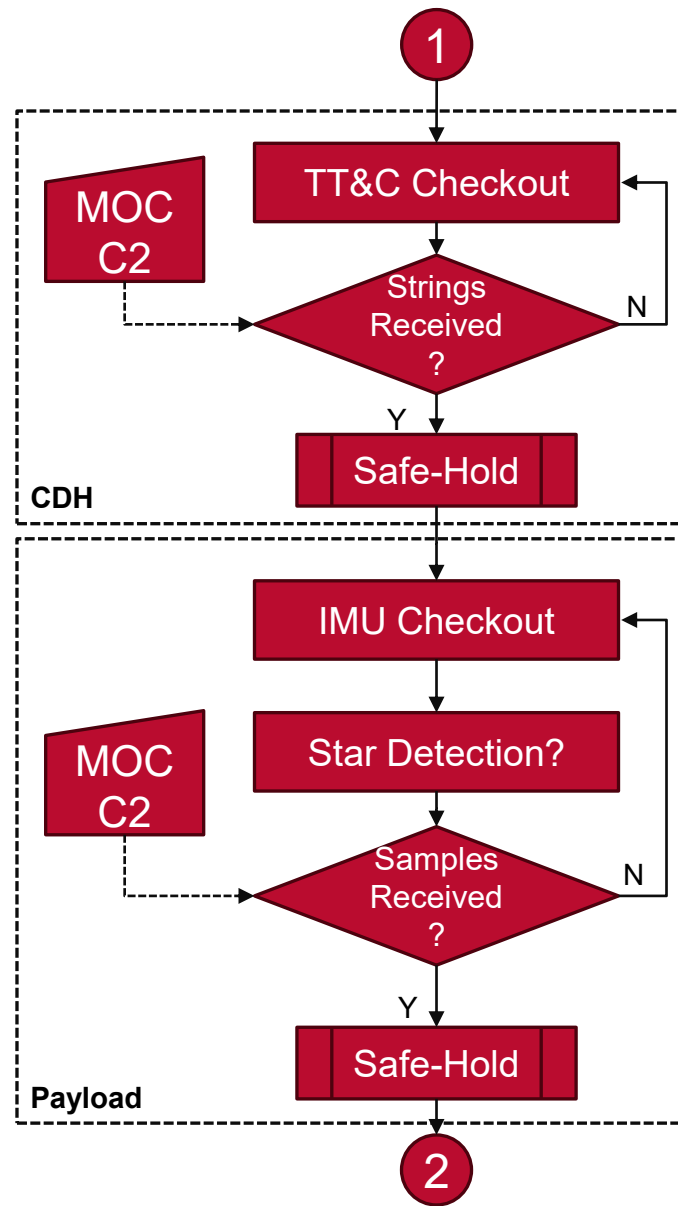 1
TT&C Checkout
MOC
C2
Strings
Received
?
N
Y
Safe-Hold
CDH
IMU Checkout
Star Detection?
MOC
C2
Samples
Received
?
N
Y
Safe-Hold
Payload
2